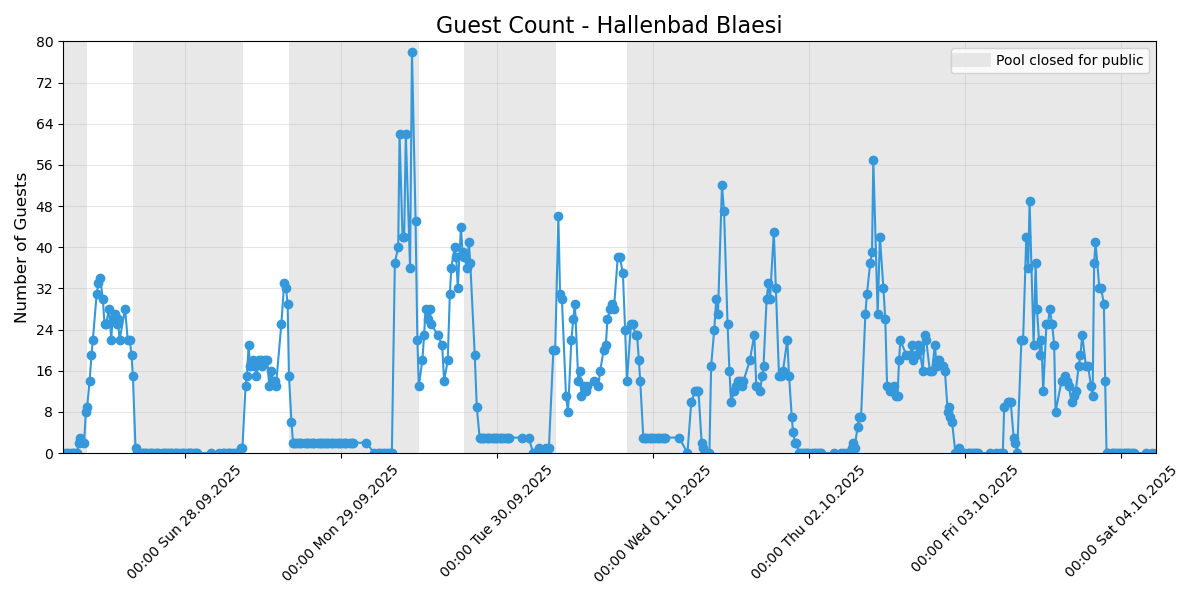 Guest Count - Hallenbad Blaesi
Pool closed for public
Number of Guests
80
72
64
56
48
40
32
24
16
8
0
00:00 Sun 28.09.2025
00:00 Mon 29.09.2025
00:00 Tue 30.09.2025
00:00 Wed 01.10.2025
00:00 Thu 02.10.2025
00:00 Fri 03.10.2025
00:00 Sat 04.10.2025